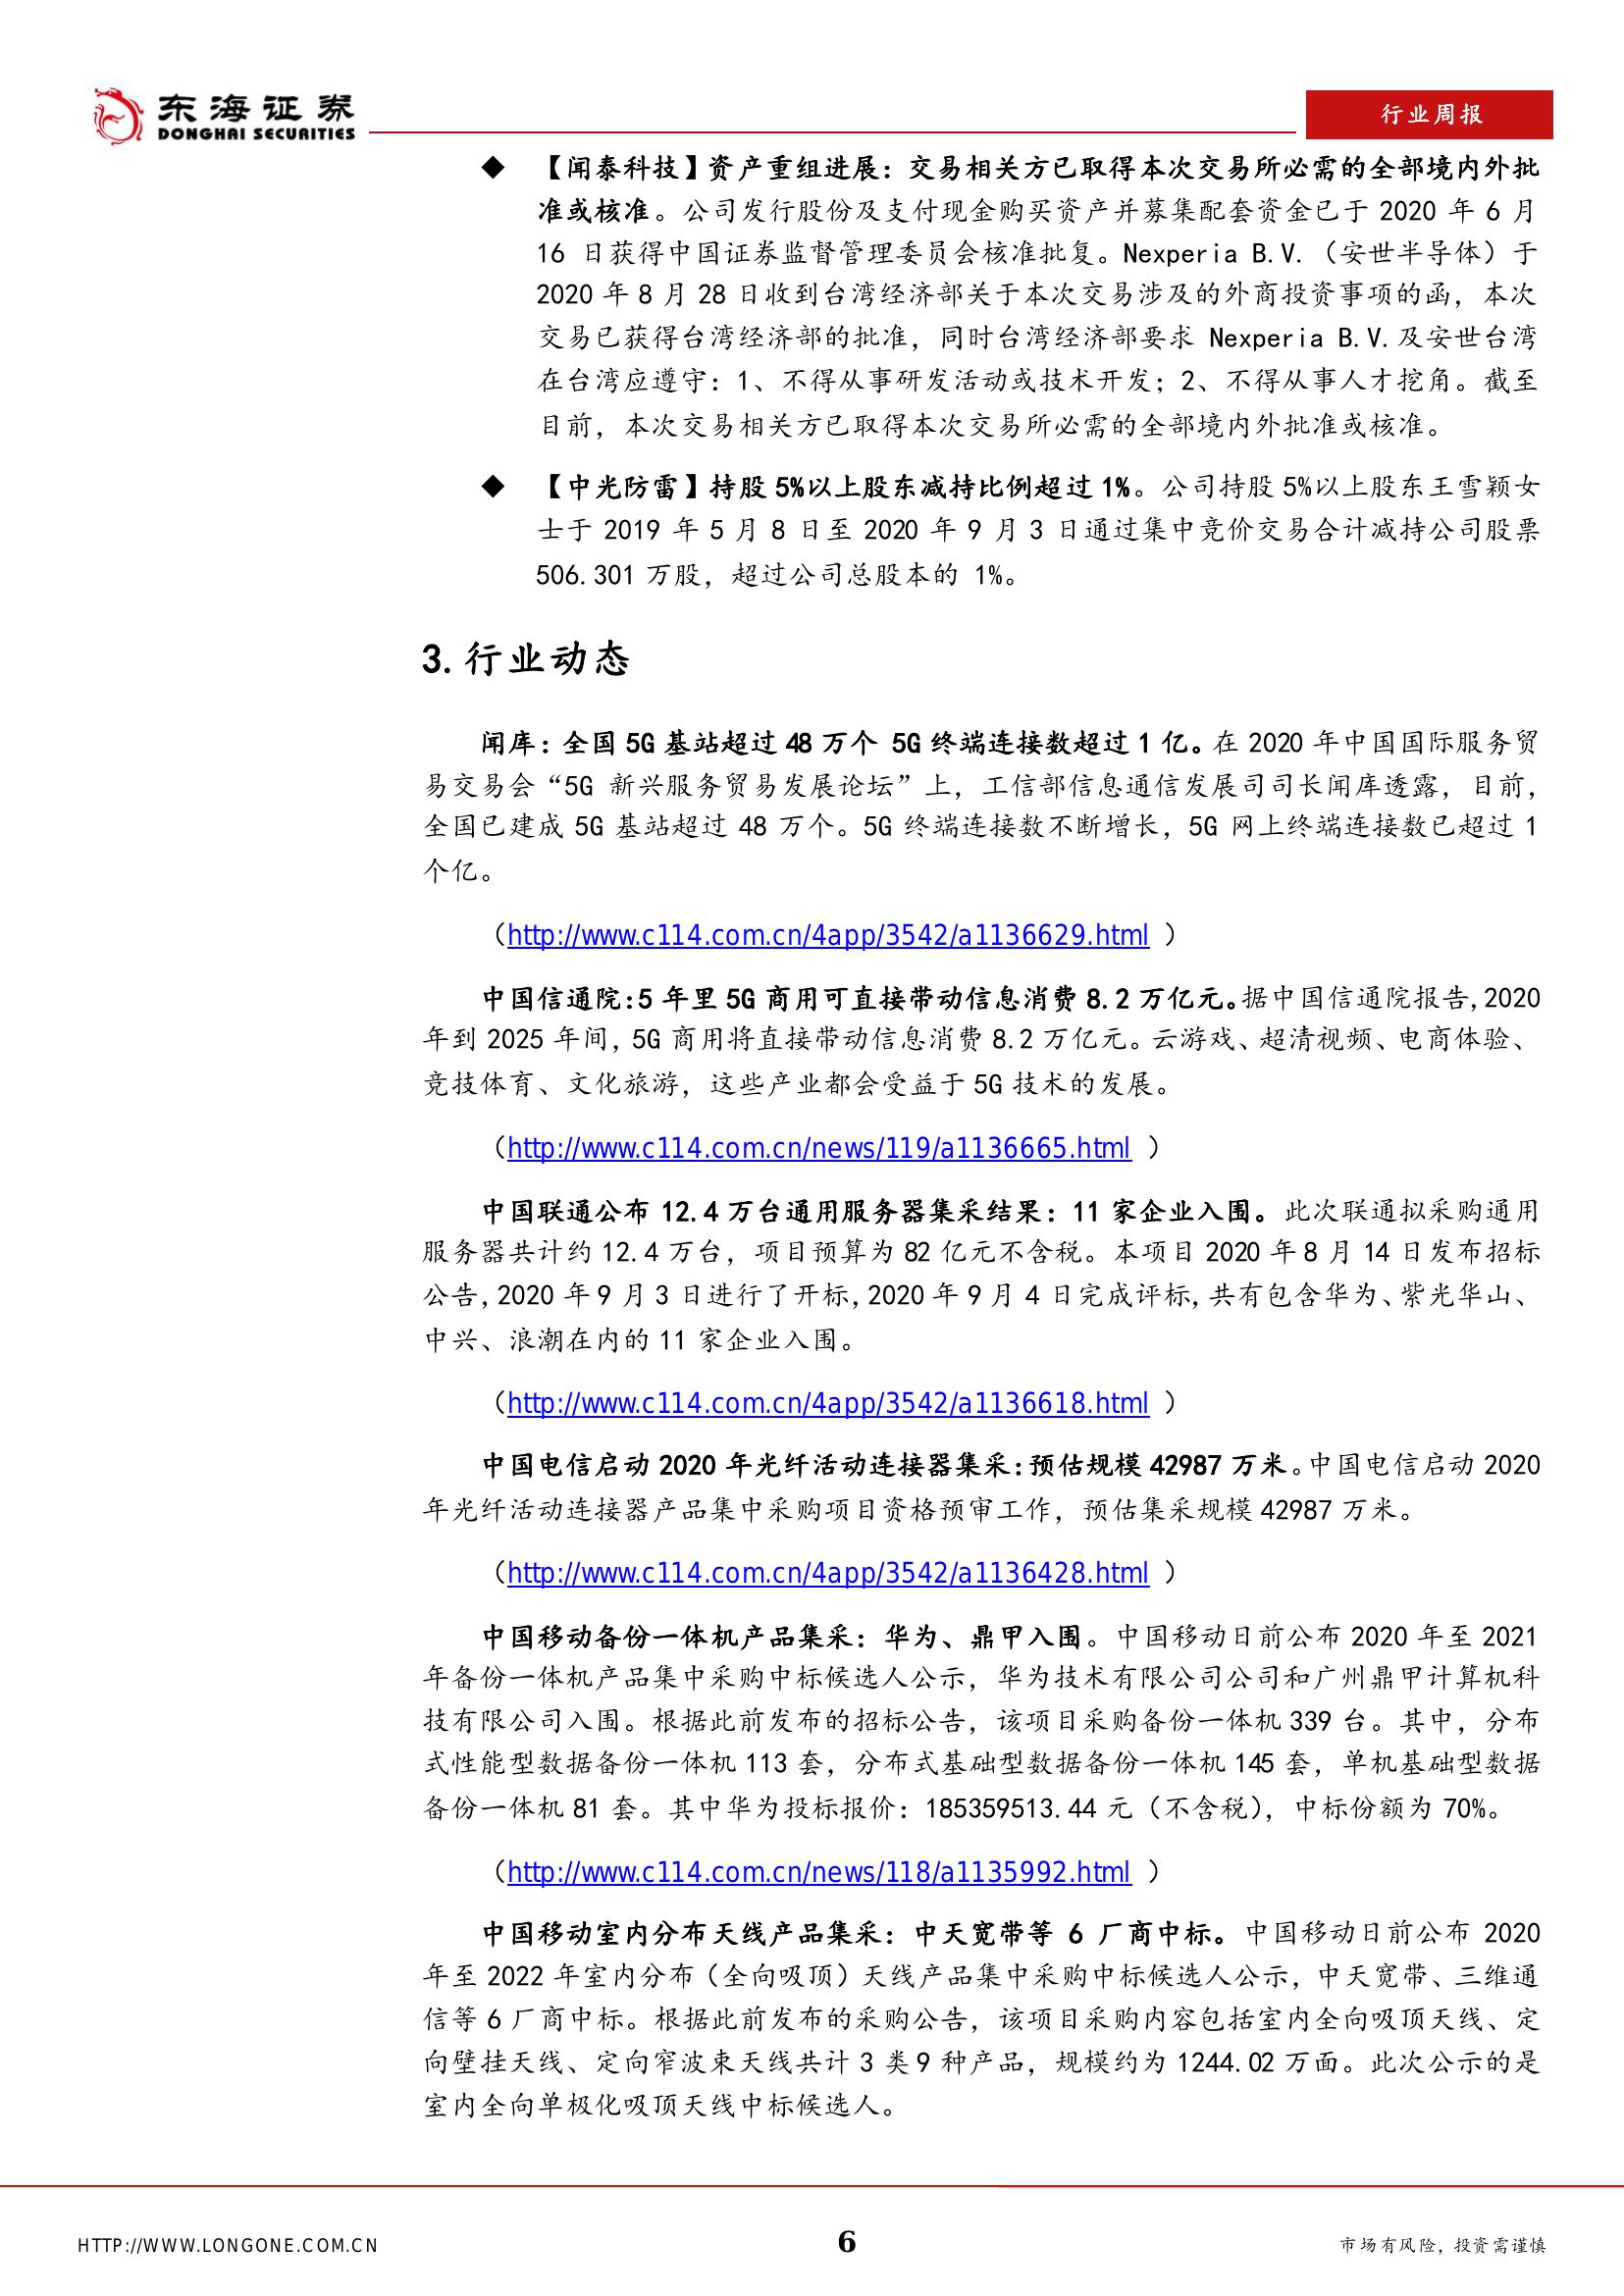 东海证券
DONGHAI SECURITIES
行业周报
◆ 【闻泰科技】资产重组进展：交易相关方已取得本次交易所必需的全部境内外批
准或核准。公司发行股份及支付现金购买资产并募集配套资金已于 2020 年 6 月
16 日获得中国证券监督管理委员会核准批复。Nexperia B.V.（安世半导体）于
2020 年 8 月 28 日收到台湾经济部关于本次交易涉及的外商投资事项的函，本次
交易已获得台湾经济部的批准，同时台湾经济部要求 Nexperia B.V.及安世台湾
在台湾应遵守：1、不得从事研发活动或技术开发；2、不得从事人才挖角。截至
目前，本次交易相关方已取得本次交易所必需的全部境内外批准或核准。
◆ 【中光防雷】持股 5%以上股东减持比例超过 1%。公司持股 5%以上股东王雪颖女
士于 2019 年 5 月 8 日至 2020 年 9 月 3 日通过集中竞价交易合计减持公司股票
506.301 万股，超过公司总股本的 1%。
3.行业动态
闻库：全国 5G 基站超过 48 万个 5G 终端连接数超过 1 亿。在 2020 年中国国际服务贸
易交易会“5G 新兴服务贸易发展论坛”上，工信部信息通信发展司司长闻库透露，目前，
全国已建成 5G 基站超过 48 万个。5G 终端连接数不断增长，5G 网上终端连接数已超过 1
个亿。
（http://www.c114.com.cn/4app/3542/a1136629.html ）
中国信通院:5 年里 5G 商用可直接带动信息消费 8.2 万亿元。据中国信通院报告,2020
年到 2025 年间，5G 商用将直接带动信息消费 8.2 万亿元。云游戏、超清视频、电商体验、
竞技体育、文化旅游，这些产业都会受益于 5G 技术的发展。
（http://www.c114.com.cn/news/119/a1136665.html ）
中国联通公布 12.4 万台通用服务器集采结果：11 家企业入围。此次联通拟采购通用
服务器共计约 12.4 万台，项目预算为 82 亿元不含税。本项目 2020 年 8 月 14 日发布招标
公告,2020 年 9 月 3 日进行了开标,2020 年 9 月 4 日完成评标,共有包含华为、紫光华山、
中兴、浪潮在内的 11 家企业入围。
（http://www.c114.com.cn/4app/3542/a1136618.html ）
中国电信启动 2020 年光纤活动连接器集采:预估规模 42987 万米。中国电信启动 2020
年光纤活动连接器产品集中采购项目资格预审工作，预估集采规模 42987 万米。
（http://www.c114.com.cn/4app/3542/a1136428.html ）
中国移动备份一体机产品集采：华为、鼎甲入围。中国移动日前公布 2020 年至 2021
年备份一体机产品集中采购中标候选人公示，华为技术有限公司公司和广州鼎甲计算机科
技有限公司入围。根据此前发布的招标公告，该项目采购备份一体机 339 台。其中，分布
式性能型数据备份一体机 113 套，分布式基础型数据备份一体机 145 套，单机基础型数据
备份一体机 81 套。其中华为投标报价：185359513.44 元（不含税），中标份额为 70%。
（http://www.c114.com.cn/news/118/a1135992.html ）
中国移动室内分布天线产品集采：中天宽带等 6 厂商中标。中国移动日前公布 2020
年至 2022 年室内分布（全向吸顶）天线产品集中采购中标候选人公示，中天宽带、三维通
信等 6 厂商中标。根据此前发布的采购公告，该项目采购内容包括室内全向吸顶天线、定
向壁挂天线、定向窄波束天线共计 3 类 9 种产品，规模约为 1244.02 万面。此次公示的是
室内全向单极化吸顶天线中标候选人。
HTTP://WWW.LONGONE.COM.CN
6
市场有风险，投资需谨慎